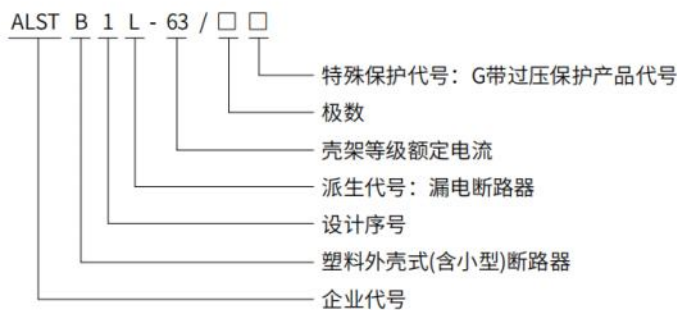 ALST B 1 L - 63 / □ □
特殊保护代号：G带过压保护产品代号
极数
壳架等级额定电流
派生代号：漏电断路器
设计序号
塑料外壳式(含小型)断路器
企业代号